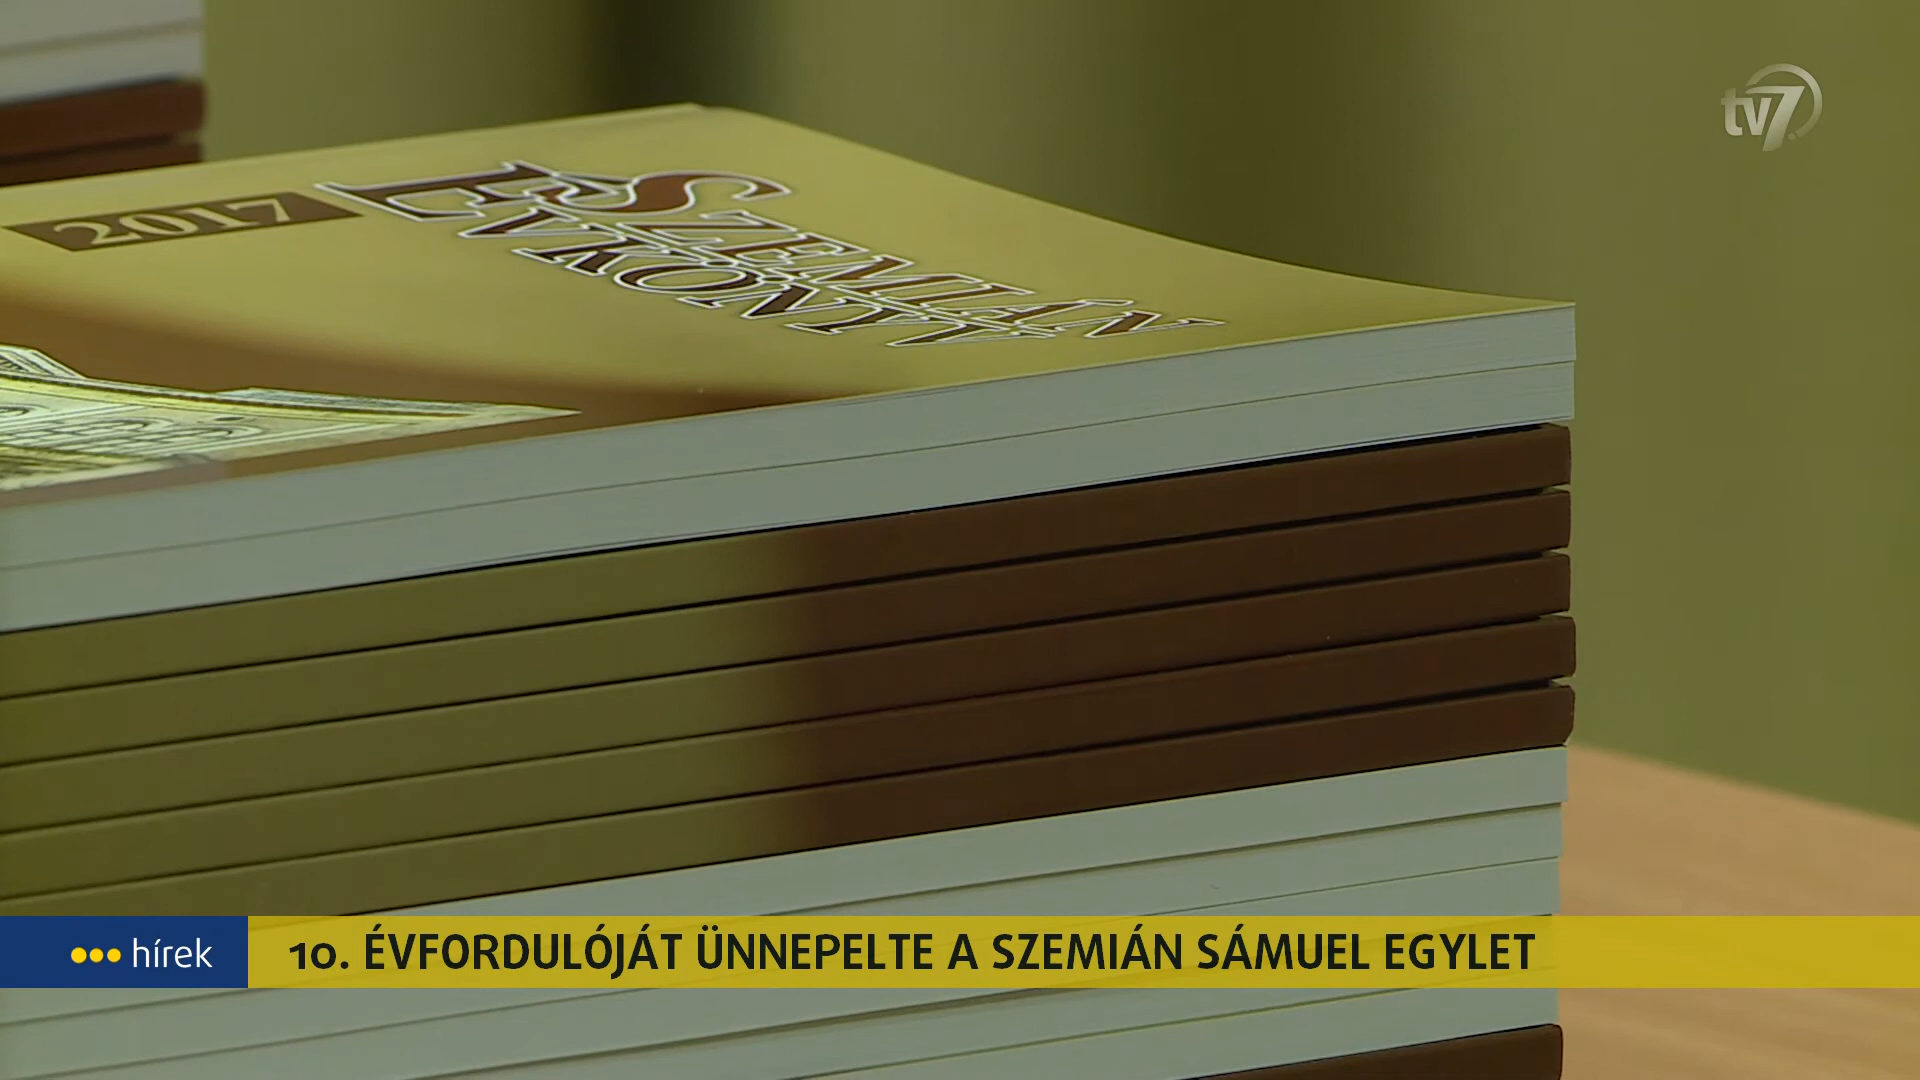 tv7
2017
SZEMIÁN
ÉVKÖNYV
hírek
10. ÉVFORDULÓJÁT ÜNNEPELTE A SZEMIÁN SÁMUEL EGYLET